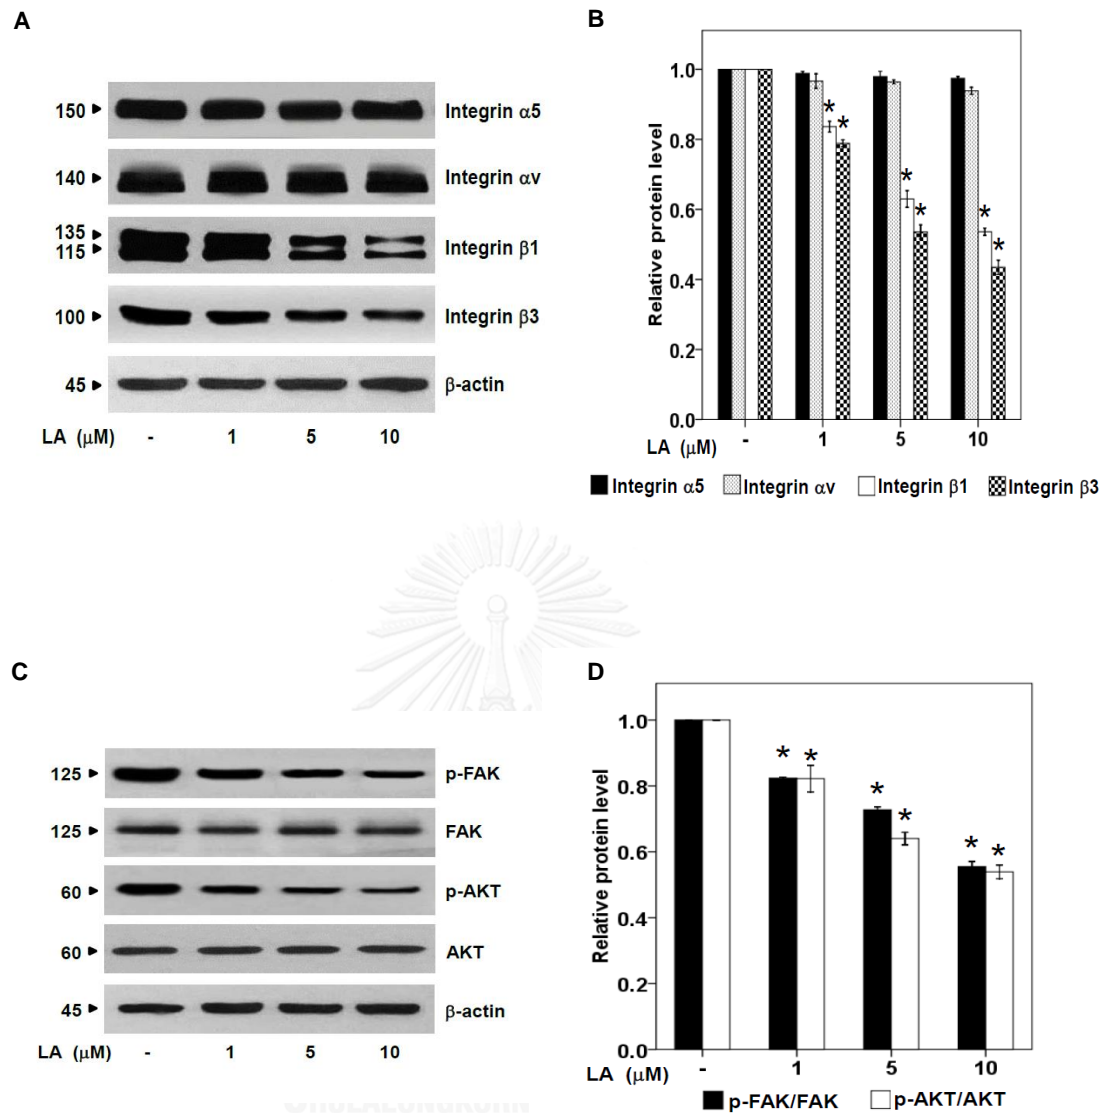 A
150 Integrin α5
140 Integrin αv
135
115 Integrin β1
100 Integrin β3
45 β-actin
LA (μM) - 1 5 10
B
Relative protein level
1.0
0.8
0.6
0.4
0.2
0.0
* * * * * *
LA (μM) - 1 5 10
Integrin α5 Integrin αv Integrin β1 Integrin β3
C
125 p-FAK
125 FAK
60 p-AKT
60 AKT
45 β-actin
LA (μM) - 1 5 10
D
Relative protein level
1.0
0.8
0.6
0.4
0.2
0.0
* * * * * *
LA (μM) - 1 5 10
p-FAK/FAK p-AKT/AKT